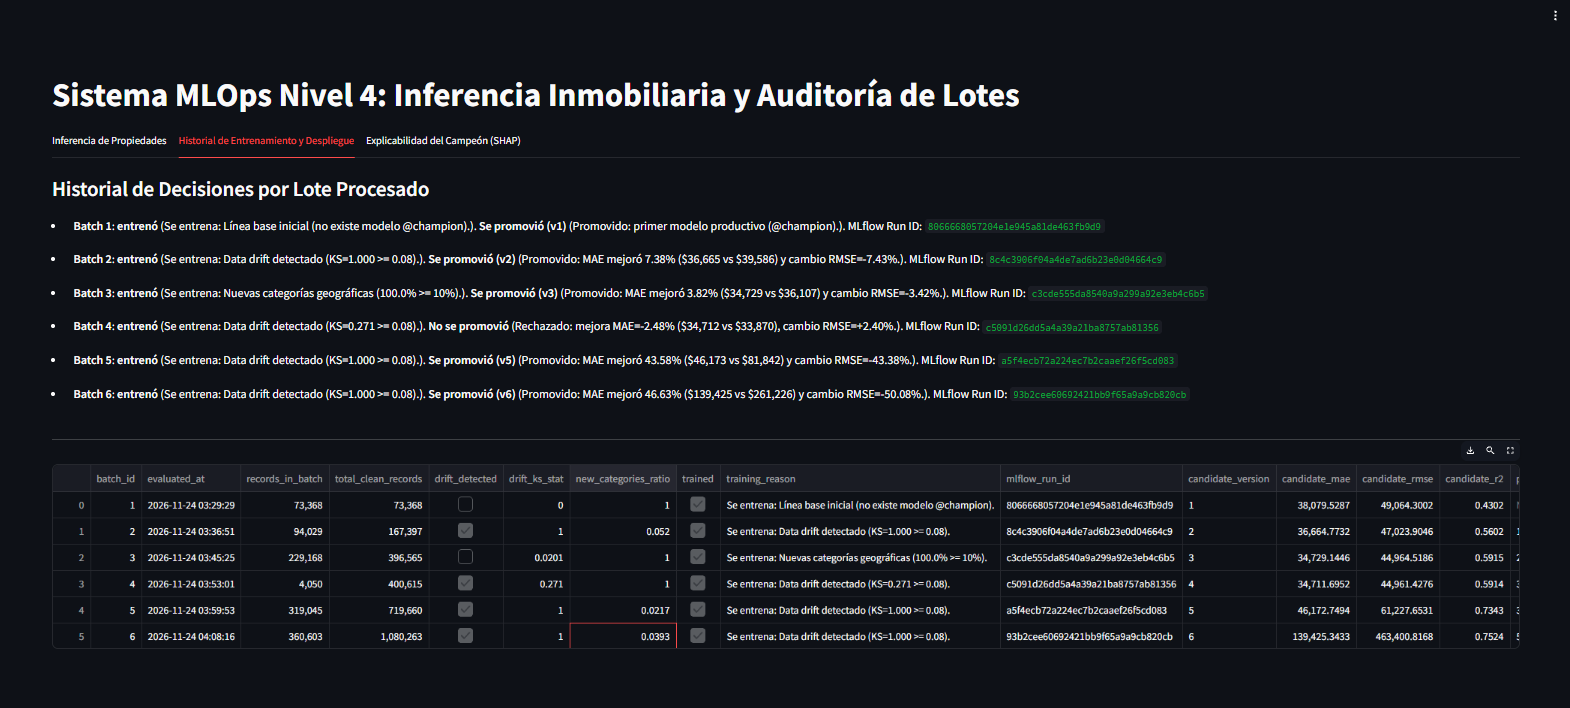 Sistema MLOps Nivel 4: Inferencia Inmobiliaria y Auditoría de Lotes
Inferencia de Propiedades Historial de Entrenamiento y Despliegue Explicabilidad del Campeón (SHAP)
Historial de Decisiones por Lote Procesado
• Batch 1: entrenó (Se entrena: Línea base inicial (no existe modelo @champion).). Se promovió (v1) (Promovido: primer modelo productivo (@champion).). MLflow Run ID: 8066668057204e1e945a81de463fb9d9
• Batch 2: entrenó (Se entrena: Data drift detectado (KS=1.000 >= 0.08).). Se promovió (v2) (Promovido: MAE mejoró 7.38% ($36,665 vs $39,586) y cambio RMSE=-7.43%.). MLflow Run ID: 8c4c3906f04a4de7ad6b23e0d04664c9
• Batch 3: entrenó (Se entrena: Nuevas categorías geográficas (100.0% >= 10%).). Se promovió (v3) (Promovido: MAE mejoró 3.82% ($34,729 vs $36,107) y cambio RMSE=-3.42%.). MLflow Run ID: c3cde555da8540a9a299a92e3eb4c6b5
• Batch 4: entrenó (Se entrena: Data drift detectado (KS=0.271 >= 0.08).). No se promovió (Rechazado: mejora MAE=-2.48% ($34,712 vs $33,870), cambio RMSE=+2.40%.). MLflow Run ID: c5091d26dd5a4a39a21ba8757ab81356
• Batch 5: entrenó (Se entrena: Data drift detectado (KS=1.000 >= 0.08).). Se promovió (v5) (Promovido: MAE mejoró 43.58% ($46,173 vs $81,842) y cambio RMSE=-43.38%.). MLflow Run ID: a5f4ecb72a224ec7b2caaef26f5cd083
• Batch 6: entrenó (Se entrena: Data drift detectado (KS=1.000 >= 0.08).). Se promovió (v6) (Promovido: MAE mejoró 46.63% ($139,425 vs $261,226) y cambio RMSE=-50.08%.). MLflow Run ID: 93b2cee60692421bb9f65a9a9cb820cb
batch_id evaluated_at records_in_batch total_clean_records drift_detected drift_ks_stat new_categories_ratio trained training_reason mlflow_run_id candidate_version candidate_mae candidate_rmse candidate_r2
0 1 2026-11-24 03:29:29 73,368 73,368 0 1 Se entrena: Línea base inicial (no existe modelo @champion). 8066668057204e1e945a81de463fb9d9 1 38,079.5287 49,064.3002 0.4302
1 2 2026-11-24 03:36:51 94,029 167,397 1 0.052 Se entrena: Data drift detectado (KS=1.000 >= 0.08). 8c4c3906f04a4de7ad6b23e0d04664c9 2 36,664.7732 47,023.9046 0.5602
2 3 2026-11-24 03:45:25 229,168 396,565 0.0201 1 Se entrena: Nuevas categorías geográficas (100.0% >= 10%). c3cde555da8540a9a299a92e3eb4c6b5 3 34,729.1446 44,964.5186 0.5915
3 4 2026-11-24 03:53:01 4,050 400,615 0.271 1 Se entrena: Data drift detectado (KS=0.271 >= 0.08). c5091d26dd5a4a39a21ba8757ab81356 4 34,711.6952 44,961.4276 0.5914
4 5 2026-11-24 03:59:53 319,045 719,660 1 0.0217 Se entrena: Data drift detectado (KS=1.000 >= 0.08). a5f4ecb72a224ec7b2caaef26f5cd083 5 46,172.7494 61,227.6531 0.7343
5 6 2026-11-24 04:08:16 360,603 1,080,263 1 0.0393 Se entrena: Data drift detectado (KS=1.000 >= 0.08). 93b2cee60692421bb9f65a9a9cb820cb 6 139,425.3433 463,400.8168 0.7524